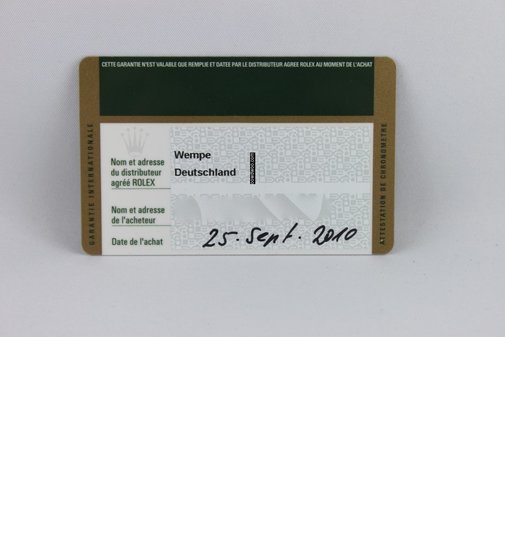 CETTE GARANTIE N'EST VALABLE QUE REMPLIE ET DATEE PAR LE DISTRIBUTEUR AGREE ROLEX AU MOMENT DE L'ACHAT
GARANTIE INTERNATIONALE
Nom et adresse
du distributeur
agréé ROLEX
Wempe
Deutschland
Nom et adresse
de l'acheteur
Date de l'achat
25. Sept. 2010
ATTESTATION DE CHRONOMETRE